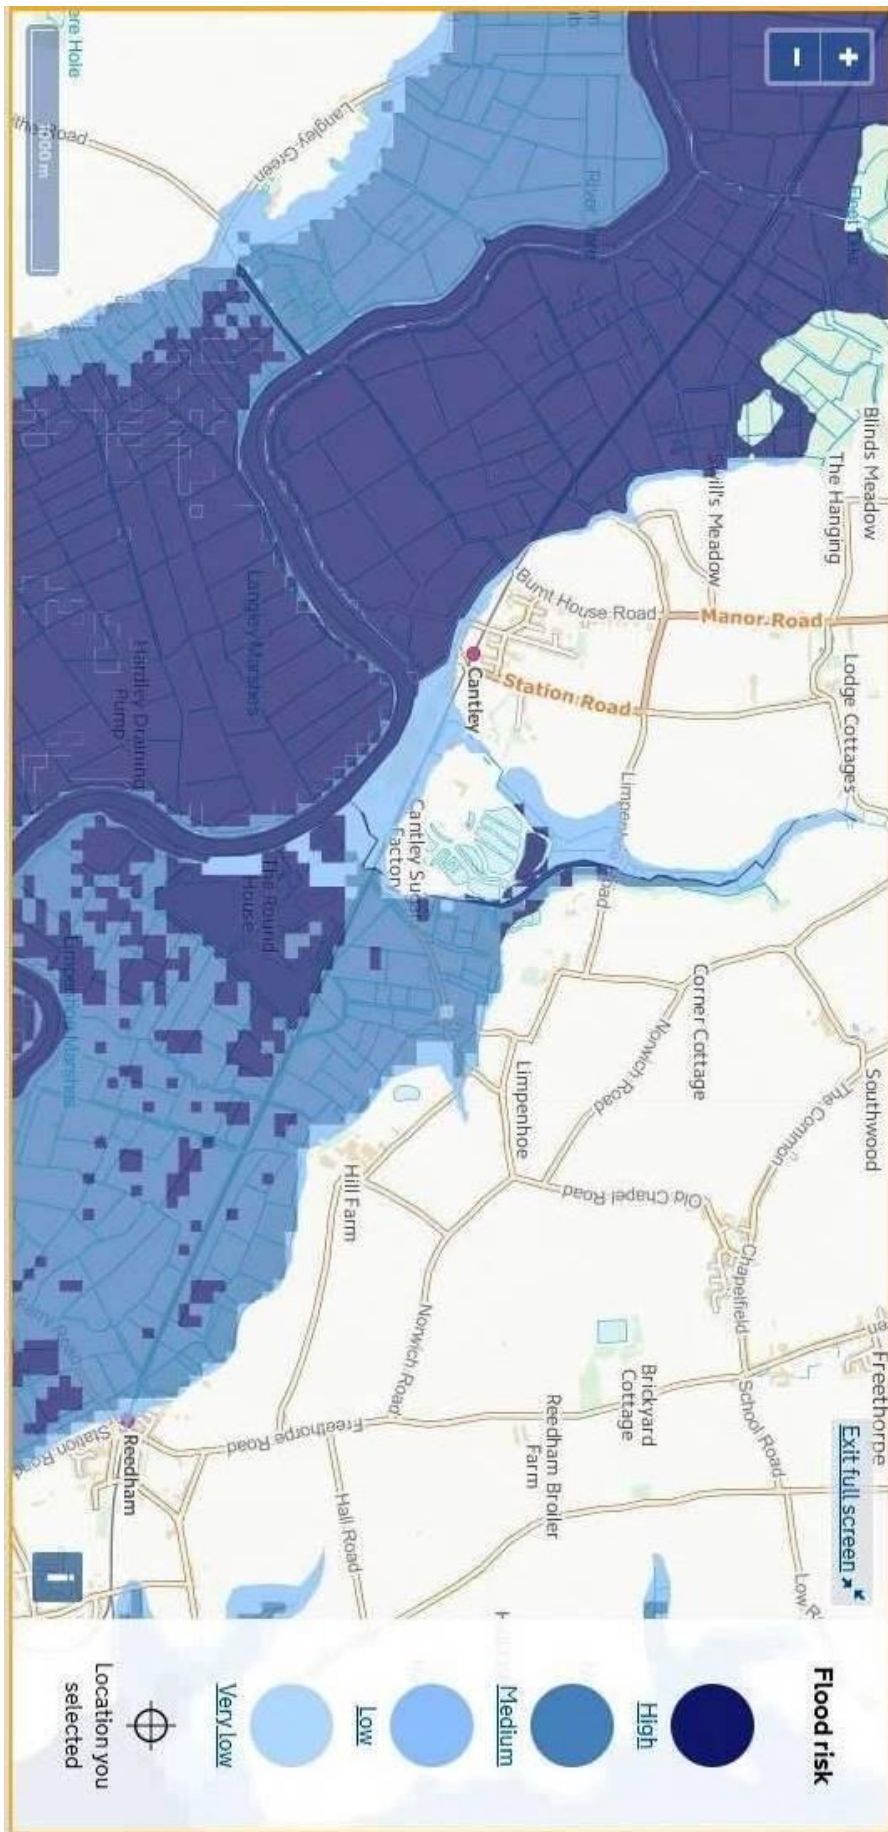 Exit full screen
Flood risk
High
Medium
Low
Very low
Location you
selected
Blinds Meadow
The Hanging
Lodge Cottages
Southwood
Freethorpe
The Common
Manor Road
Burnt House Road
Station Road
Cantley
Corner Cottage
Norwich Road
Old Chapel Road
Chapelfield
School Road
Langley Green
Cantley Sugar
Factory
Limpenhoe
Brickyard
Cottage
Reedham Broiler
Farm
Hill Farm
Norwich Road
Freethorpe Road
Hall Road
Langley Marshes
The Round
House
Hardley Draining
Pump
Limpenhoe Marshes
Ferry Road
Reedham
Station Road
+
-
i